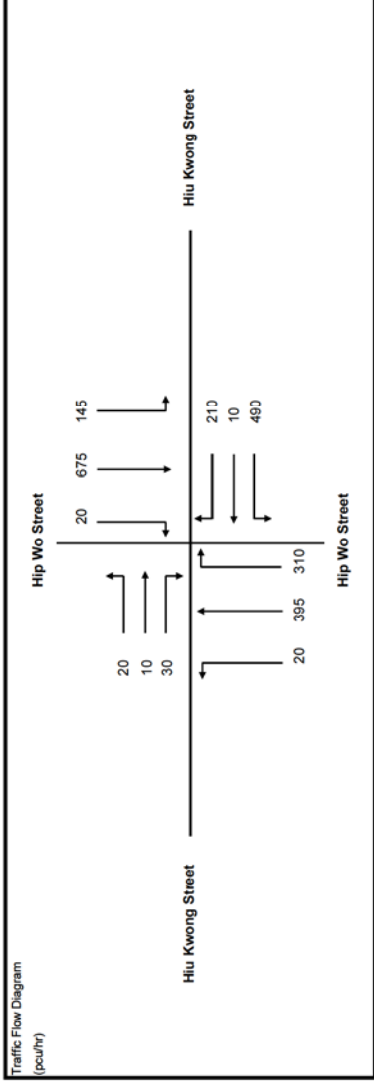 Traffic Flow Diagram
(pcu/hr)
Hip Wo Street
20 675 145
Hiu Kwong Street
20
10
30
210
10
490
Hiu Kwong Street
20 395 310
Hip Wo Street